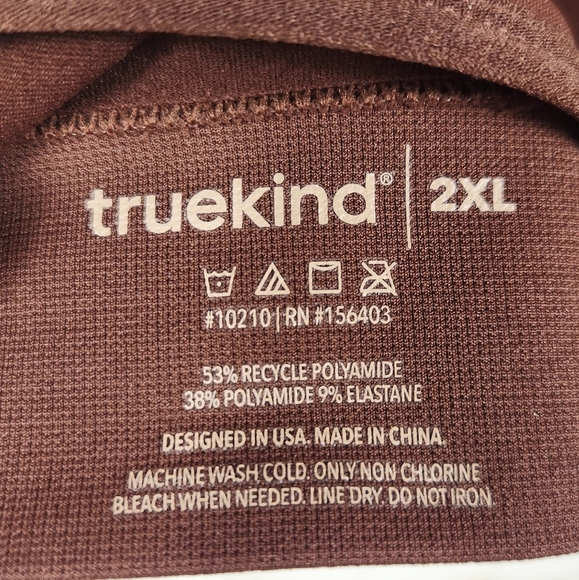 truekind® | 2XL
#10210 | RN #156403
53% RECYCLE POLYAMIDE
38% POLYAMIDE 9% ELASTANE
DESIGNED IN USA. MADE IN CHINA.
MACHINE WASH COLD. ONLY NON CHLORINE
BLEACH WHEN NEEDED. LINE DRY. DO NOT IRON.